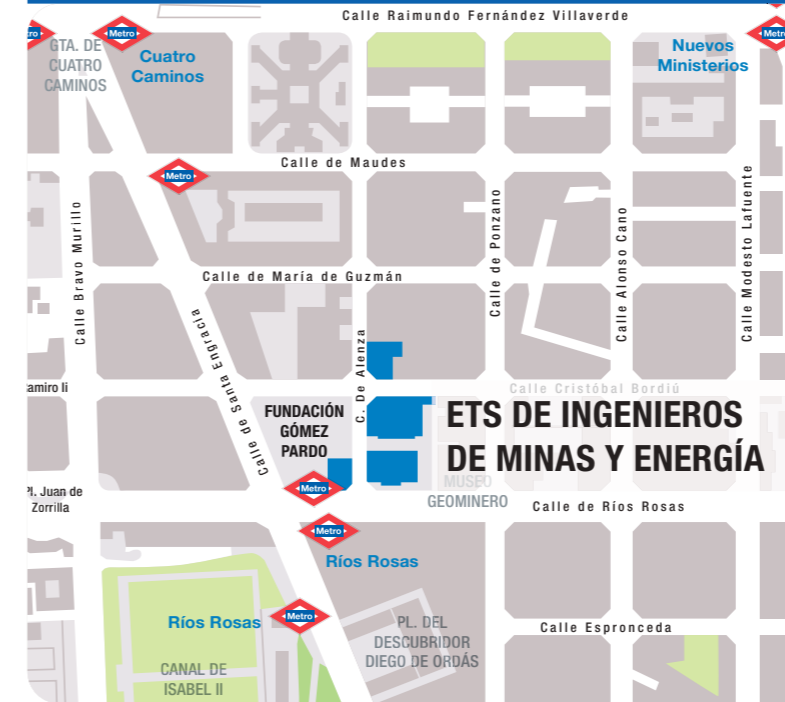 Calle Raimundo Fernández Villaverde
Metro
Metro
GTA. DE
CUATRO
CAMINOS
Cuatro
Caminos
Nuevos
Ministerios
Calle de Maudes
Metro
Calle Bravo Murillo
Calle de Ponzano
Calle Alonso Cano
Calle Modesto Lafuente
Calle de María de Guzmán
Calle de Santa Engracia
C. De Alenza
amiro Ii
Calle Cristóbal Bordiú
FUNDACIÓN
GÓMEZ
PARDO
ETS DE INGENIEROS
DE MINAS Y ENERGÍA
MUSEO
GEOMINERO
Metro
Pl. Juan de
Zorrilla
Calle de Ríos Rosas
Metro
Ríos Rosas
Ríos Rosas
Metro
PL. DEL
DESCUBRIDOR
DIEGO DE ORDÁS
Calle Espronceda
CANAL DE
ISABEL II